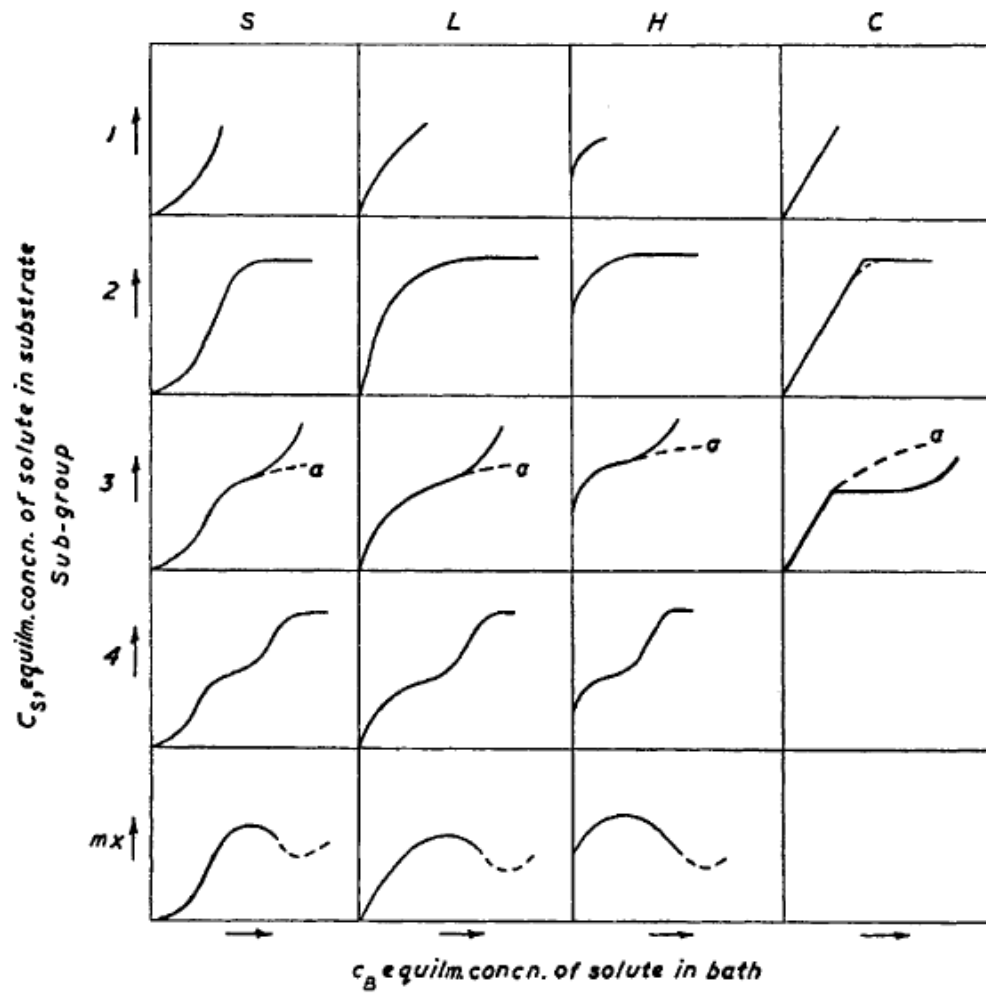 S L H C
1
2
3
4
mx
a
a
a
a
C_S, equilm. concn. of solute in substrate
Sub-group
c_B equilm. concn. of solute in bath